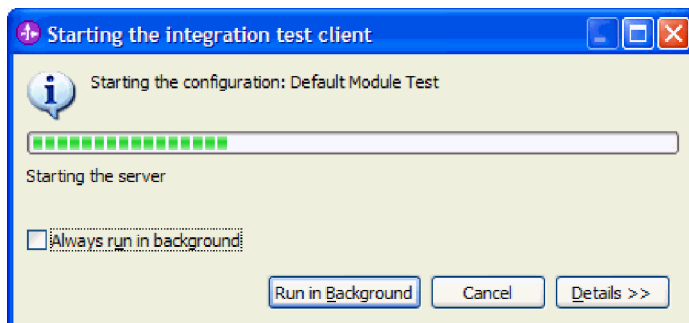 Starting the integration test client
Starting the configuration: Default Module Test
Starting the server
Always run in background
Run in Background Cancel Details >>